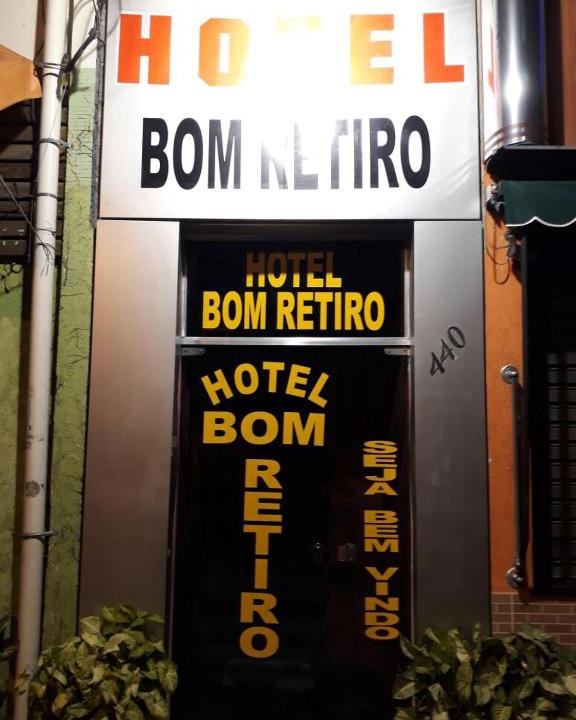 HOTEL
BOM RETIRO
HOTEL
BOM RETIRO
440
HOTEL
BOM
RETIRO
SEJA BEM VINDO